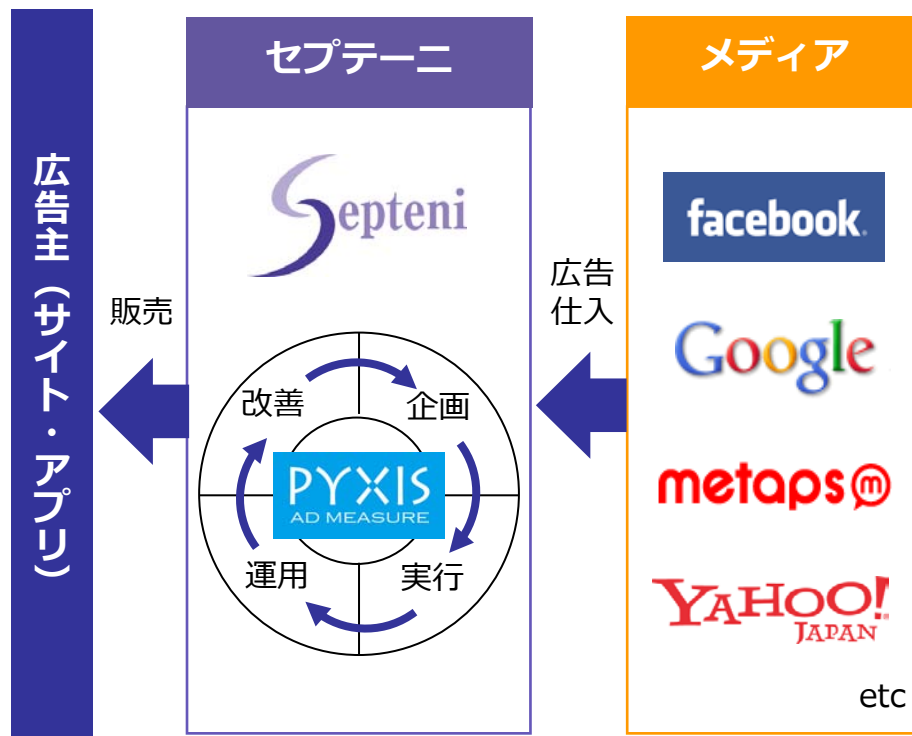 広告主（サイト・アプリ）
販売
セプテーニ
Septeni
改善
企画
PYXIS
AD MEASURE
運用
実行
広告
仕入
メディア
facebook.
Google
metaps m
YAHOO!
JAPAN
etc